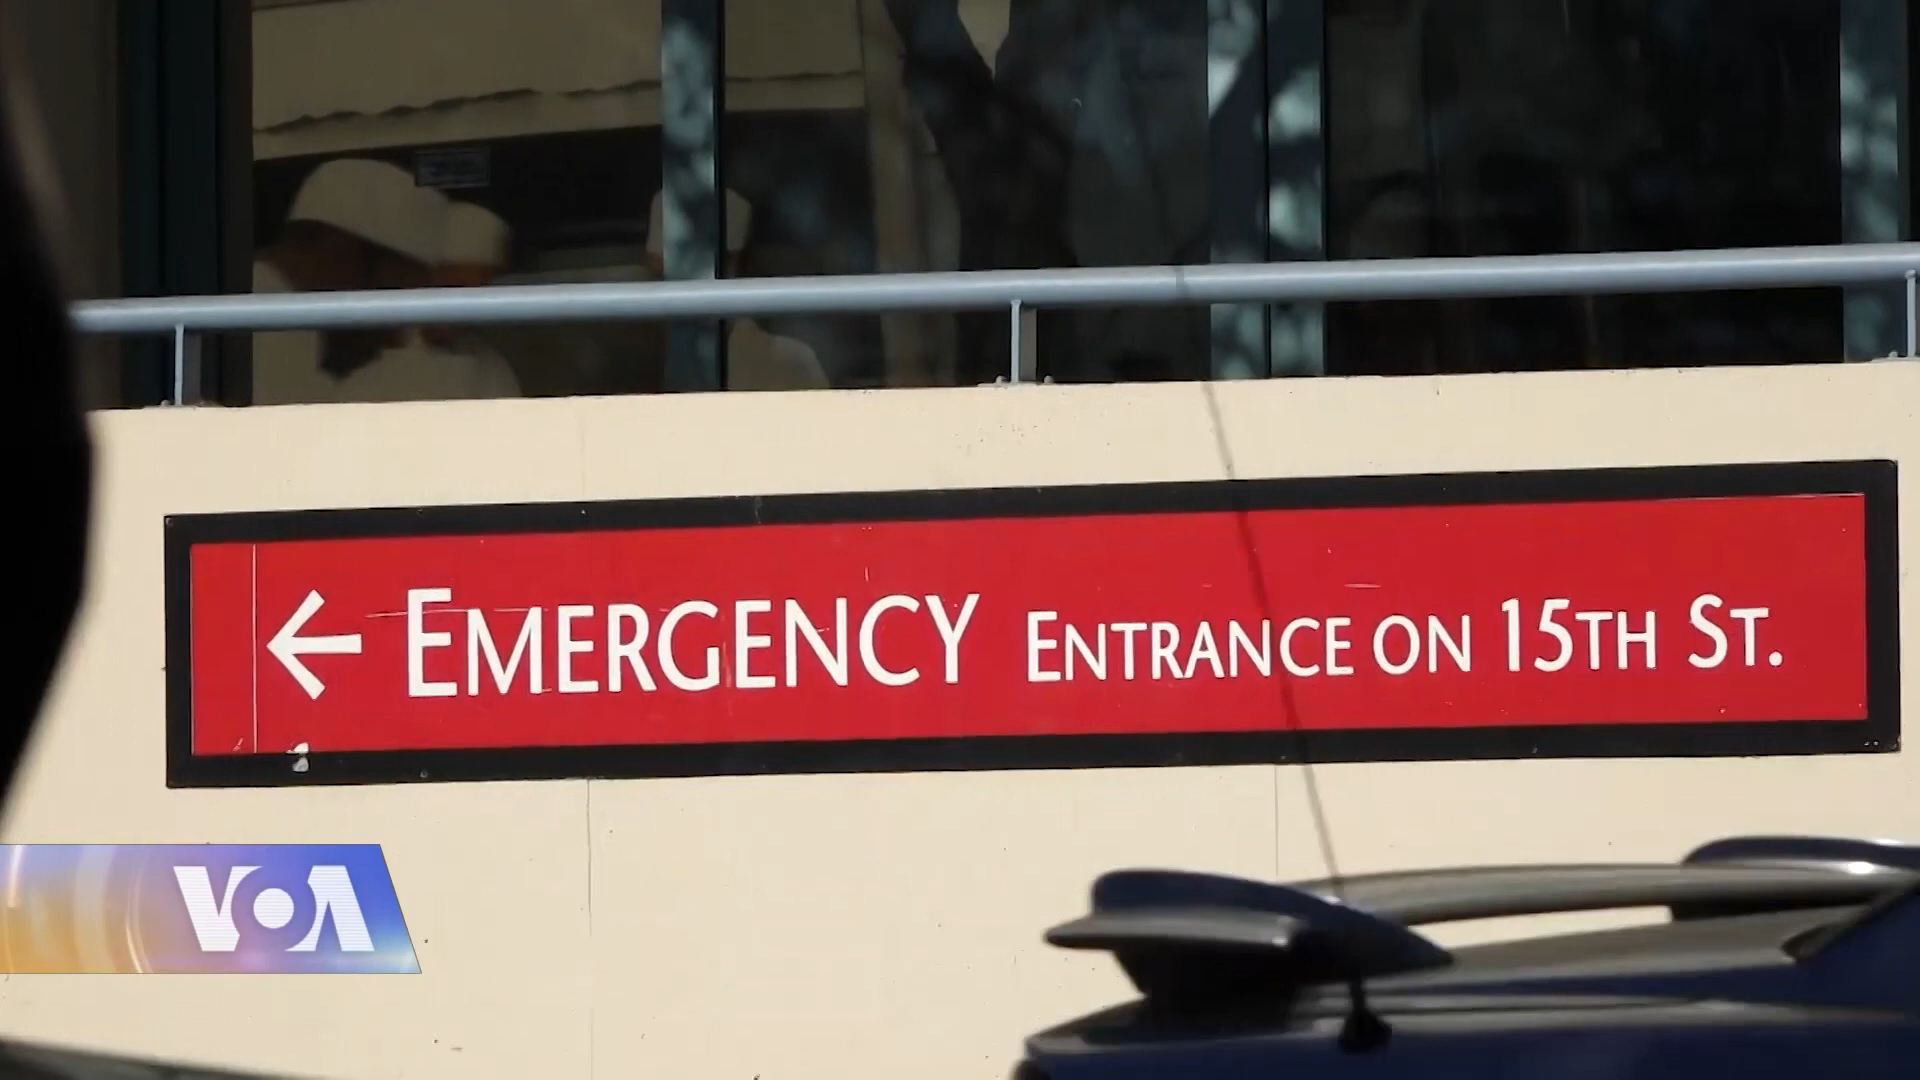 ← EMERGENCY ENTRANCE ON 15TH ST.
VOA